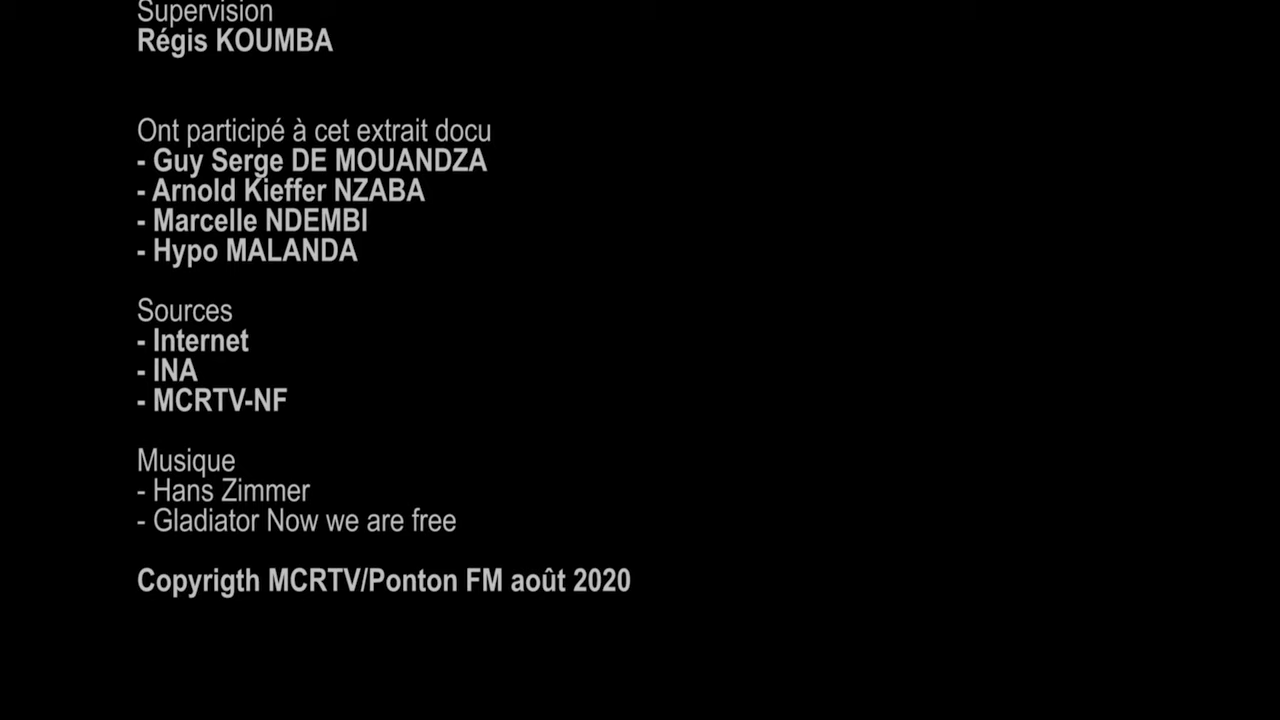 Supervision
Régis KOUMBA
Ont participé à cet extrait docu
- Guy Serge DE MOUANDZA
- Arnold Kieffer NZABA
- Marcelle NDEMBI
- Hypo MALANDA
Sources
- Internet
- INA
- MCRTV-NF
Musique
- Hans Zimmer
- Gladiator Now we are free
Copyrigth MCRTV/Ponton FM août 2020